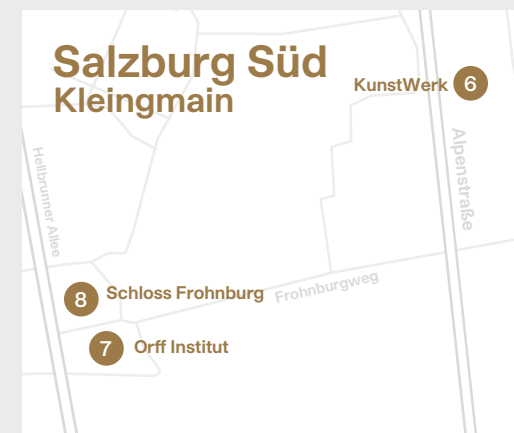 Salzburg Süd
Kleingmain
KunstWerk 6
Alpenstraße
Hellbrunner Allee
8 Schloss Frohnburg
Frohnburgweg
7 Orff Institut